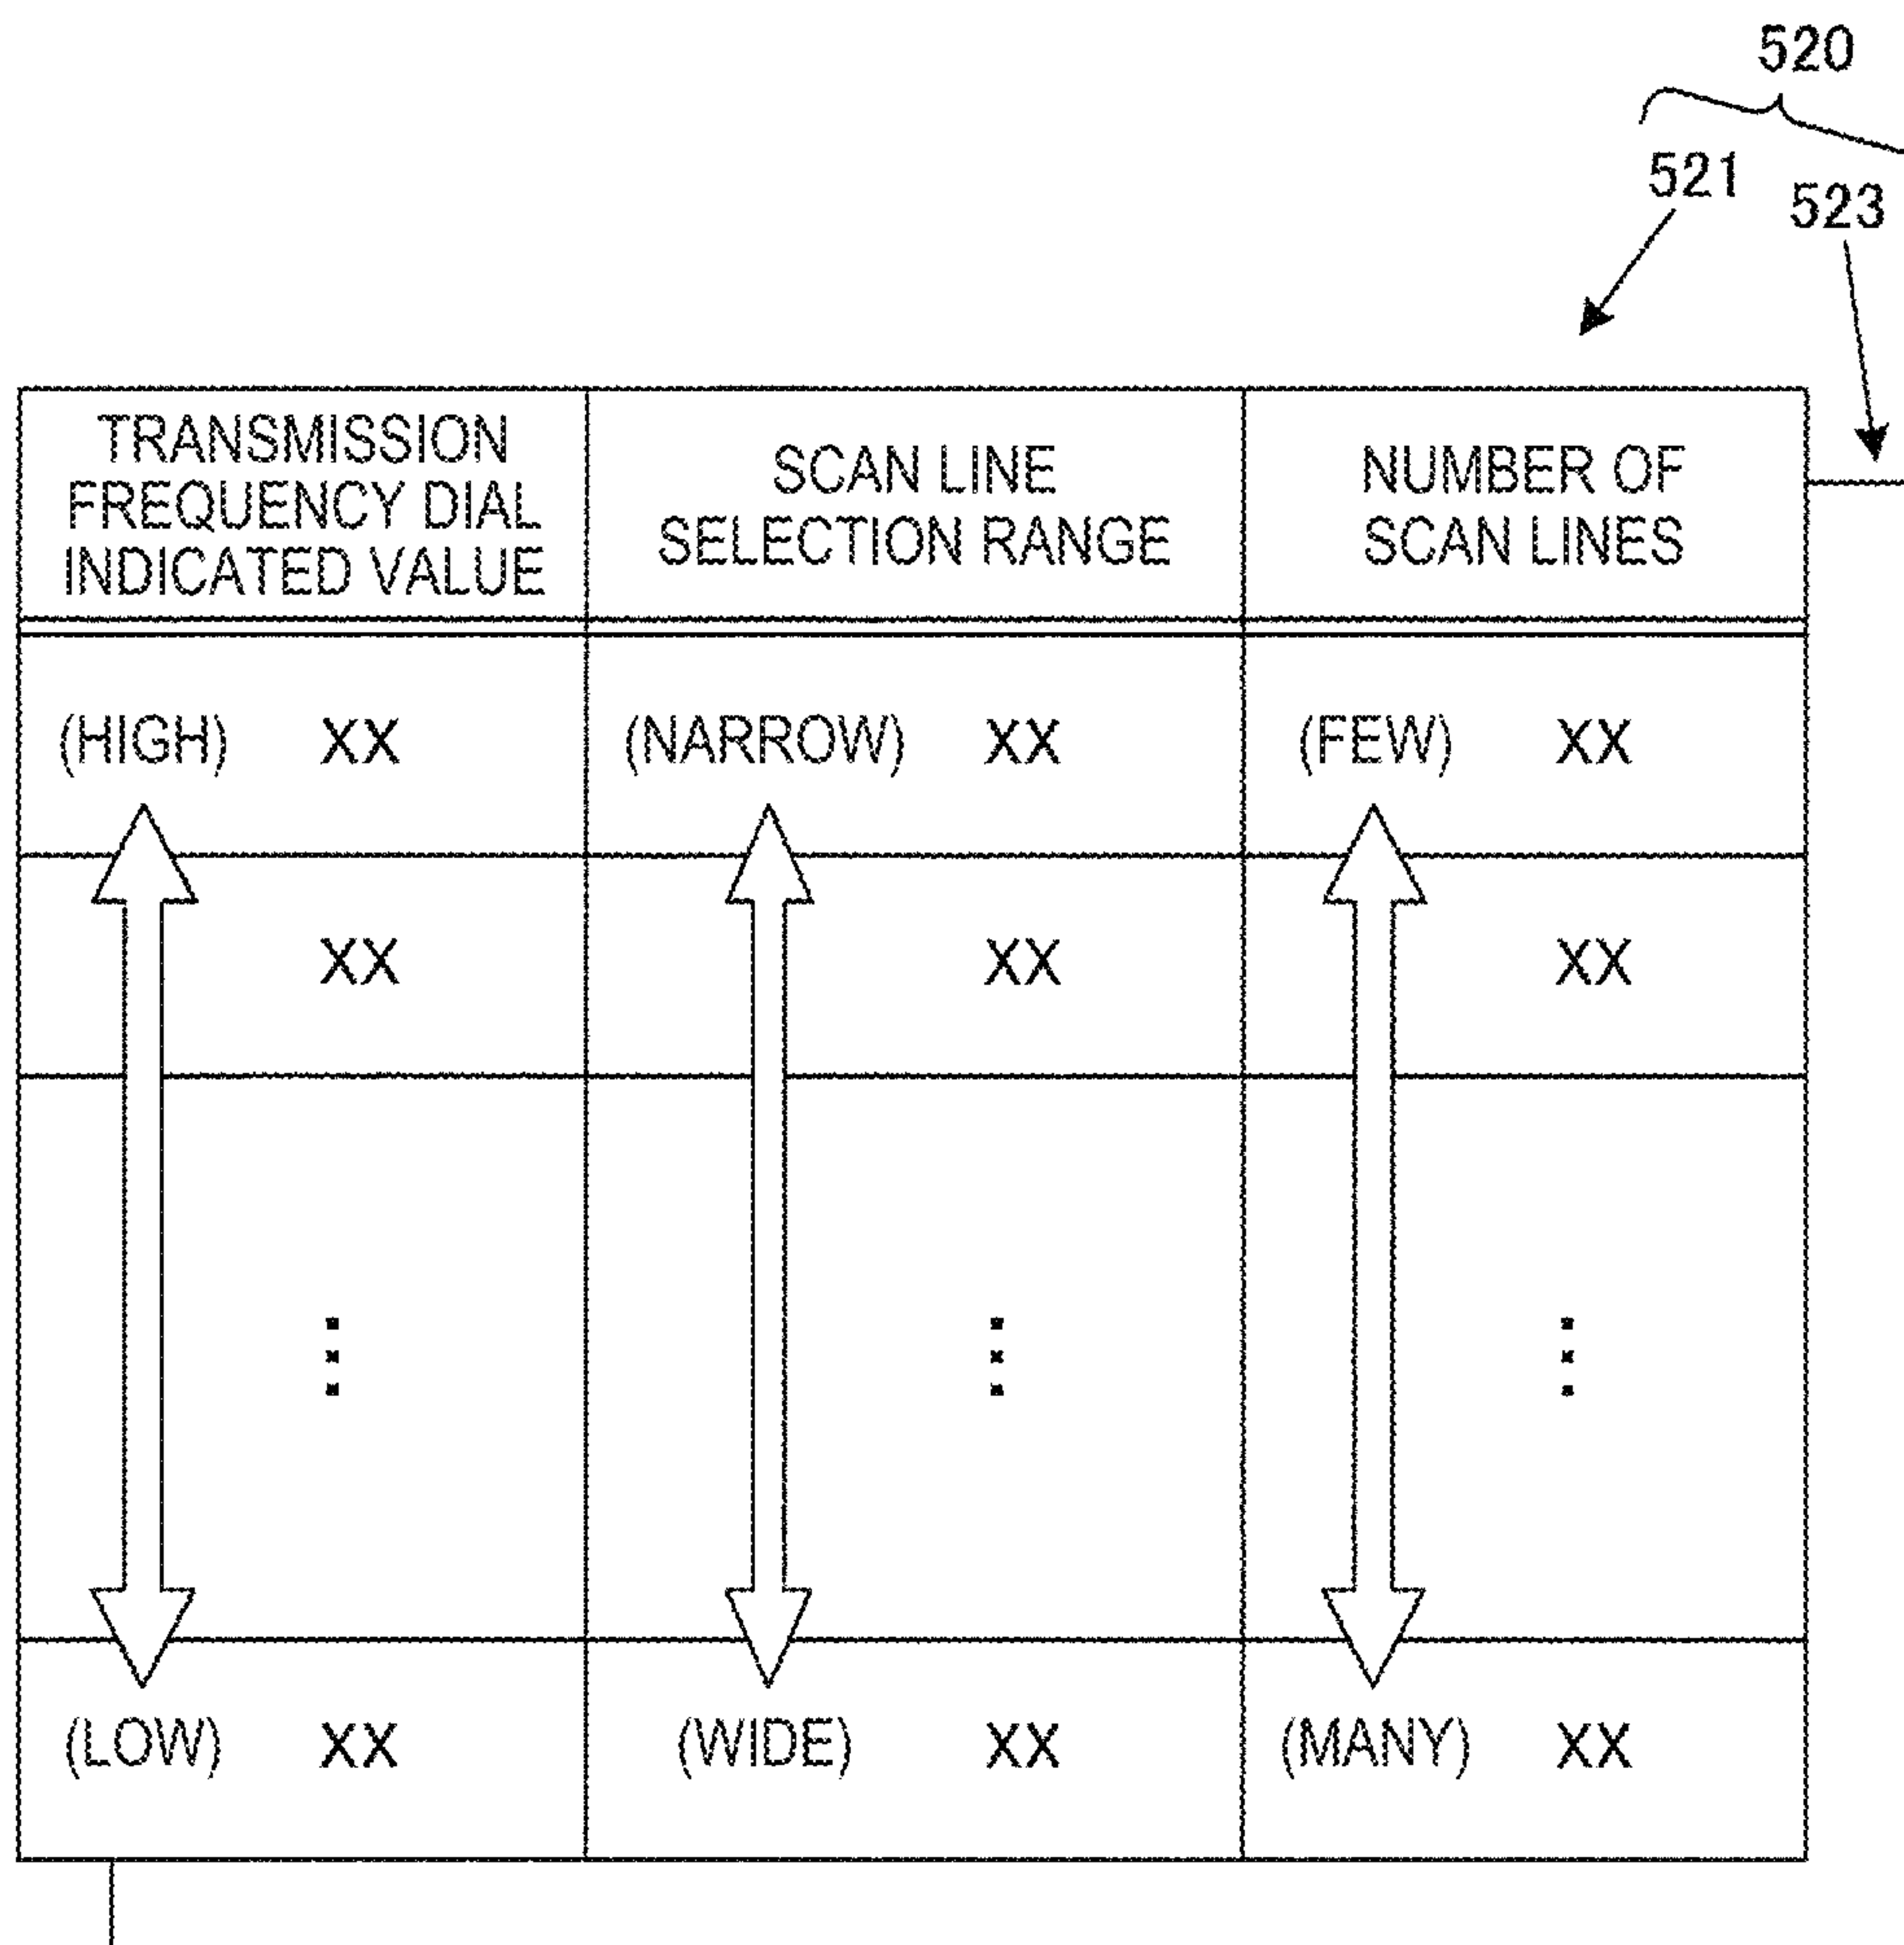 520
521
523
TRANSMISSION
FREQUENCY DIAL
INDICATED VALUE
SCAN LINE
SELECTION RANGE
NUMBER OF
SCAN LINES
(HIGH) XX (NARROW) XX (FEW) XX
XX XX XX
(LOW) XX (WIDE) XX (MANY) XX